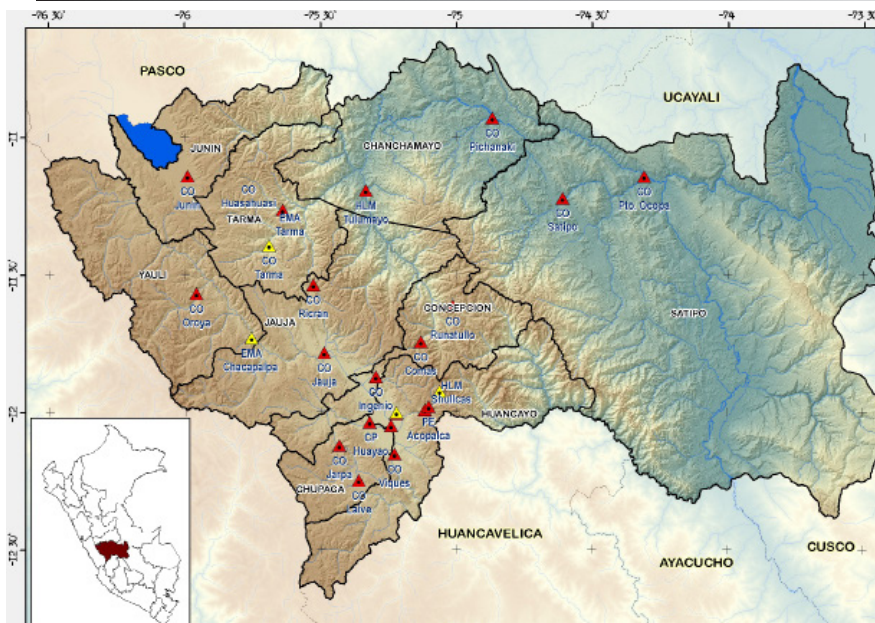 -76.30'
-76
-75.30'
-75
-74.30'
-74
-73.30'
PASCO
UCAYALI
-11
JUNIN
CHANCHAMAYO
CO
Pichanaki
CO
Junin
CO
Huasahuasi
TARMA
EMA
Tarma
HLM
Tulumayo
CO
Satipo
CO
Pto. Ocopa
CO
Tarma
-11.30'
YAULI
CO
Oroya
JAUJA
CO
Ricran
CONCEPCION
CO
Runatullo
SATIPO
EMA
Chacapalpa
CO
Jauja
CO
Comas
CO
Ingenio
HLM
Shullcas
HUANCAYO
-12
PE
Acopalca
CP
Huayao
CO
Jarpa
CO
Viques
CHUPACA
CO
Laive
-12.30'
HUANCAVELICA
AYACUCHO
CUSCO